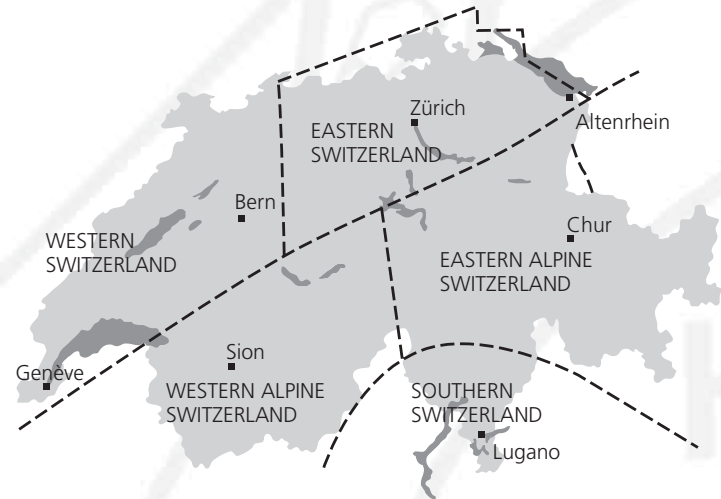 Zürich
EASTERN
SWITZERLAND
Altenrhein
Bern
Chur
WESTERN
SWITZERLAND
EASTERN ALPINE
SWITZERLAND
Sion
Genève
WESTERN ALPINE
SWITZERLAND
SOUTHERN
SWITZERLAND
Lugano